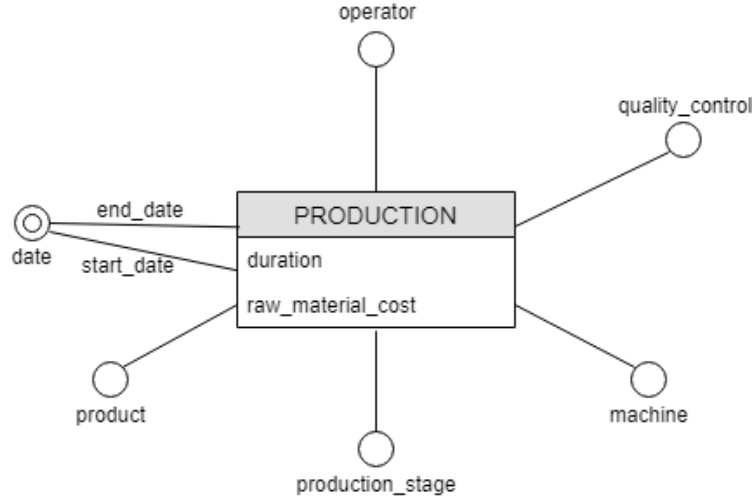 operator
quality_control
PRODUCTION
end_date
date
start_date
duration
raw_material_cost
product
machine
production_stage